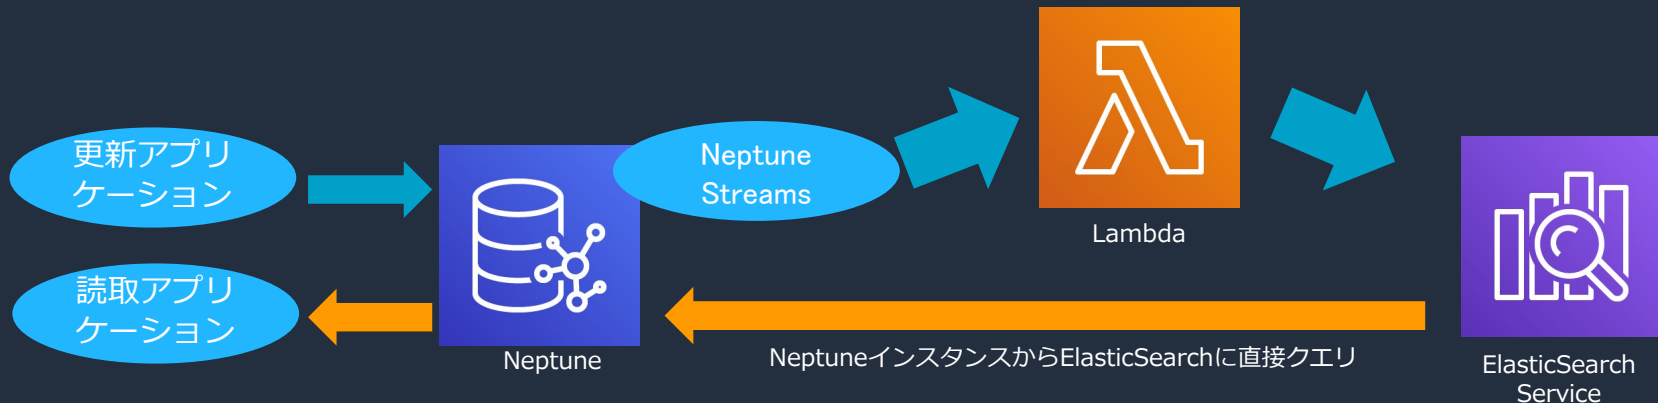 更新アプリ
ケーション
読取アプリ
ケーション
Neptune
Neptune
Streams
Lambda
NeptuneインスタンスからElasticSearchに直接クエリ
ElasticSearch
Service